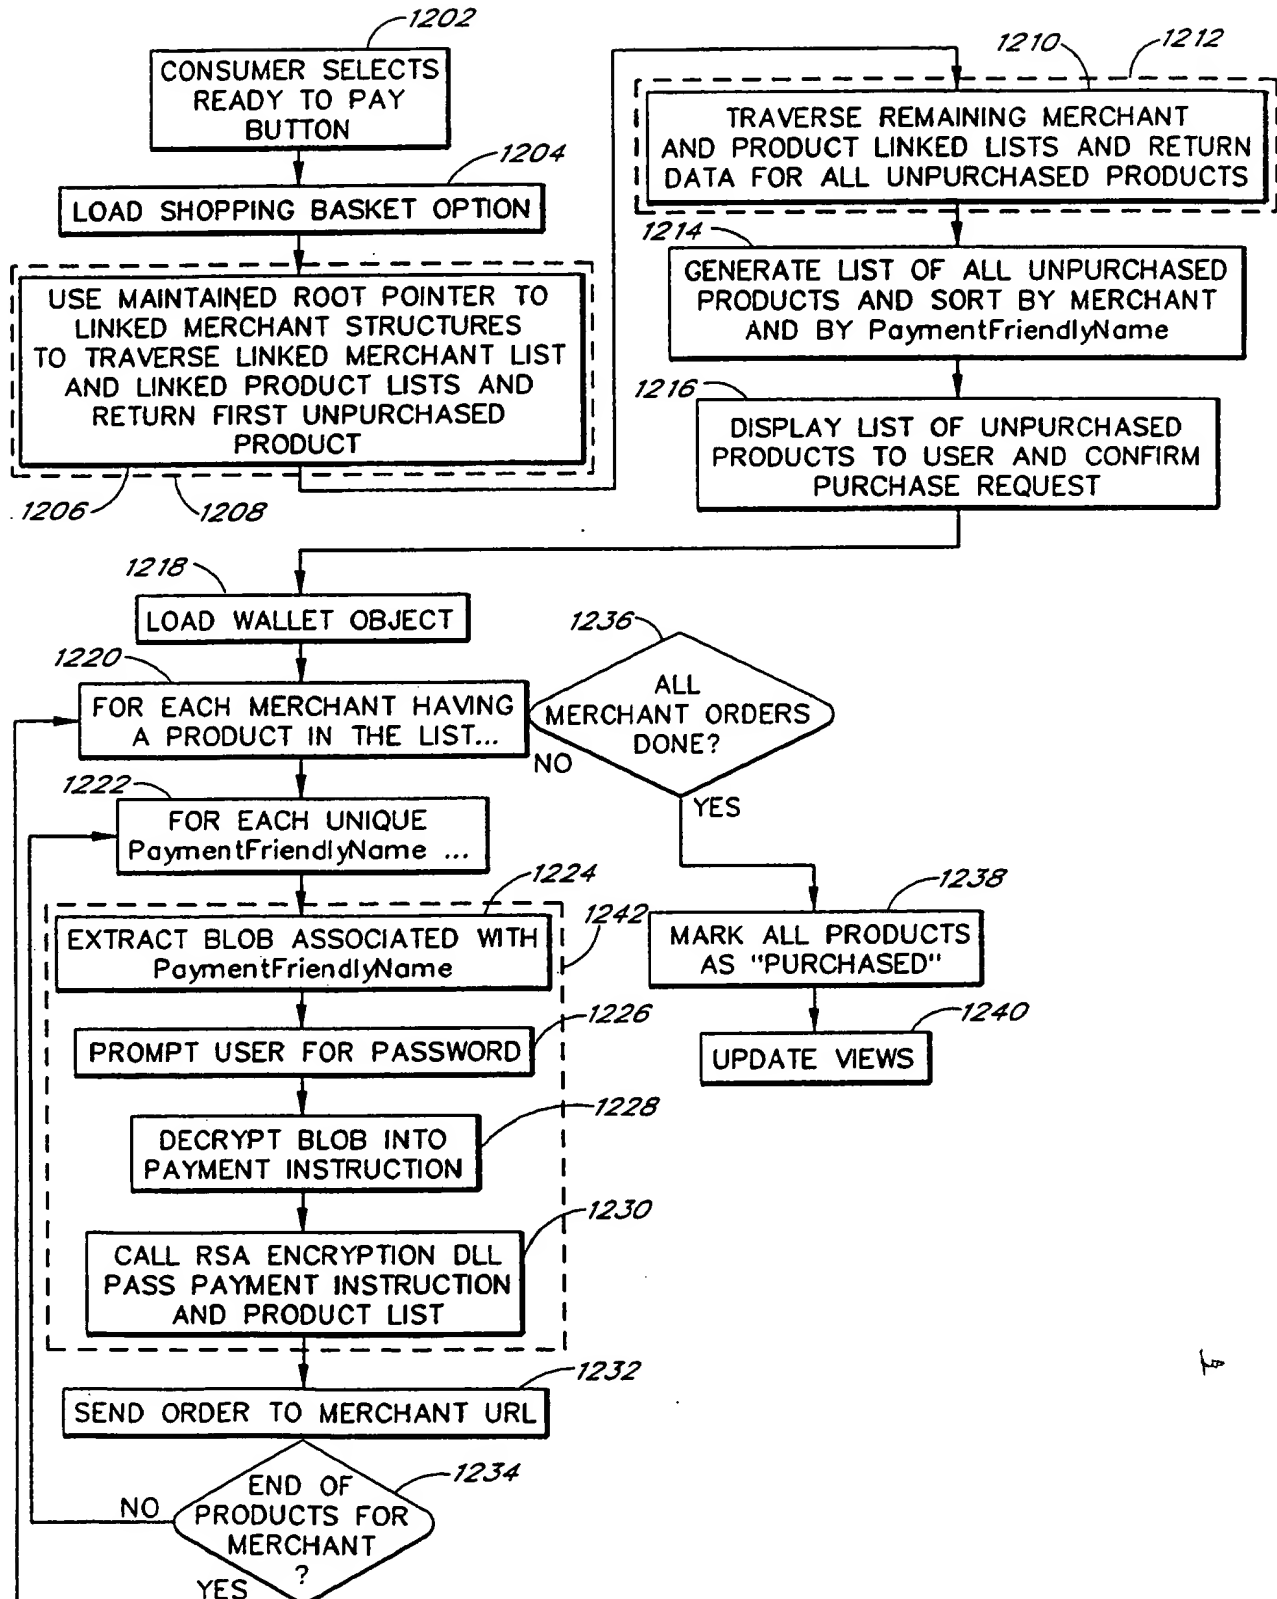 1202
CONSUMER SELECTS
READY TO PAY
BUTTON
1204
LOAD SHOPPING BASKET OPTION
USE MAINTAINED ROOT POINTER TO
LINKED MERCHANT STRUCTURES
TO TRAVERSE LINKED MERCHANT LIST
AND LINKED PRODUCT LISTS AND
RETURN FIRST UNPURCHASED
PRODUCT
1206
1208
1210
1212
TRAVERSE REMAINING MERCHANT
AND PRODUCT LINKED LISTS AND RETURN
DATA FOR ALL UNPURCHASED PRODUCTS
1214
GENERATE LIST OF ALL UNPURCHASED
PRODUCTS AND SORT BY MERCHANT
AND BY PaymentFriendlyName
1216
DISPLAY LIST OF UNPURCHASED
PRODUCTS TO USER AND CONFIRM
PURCHASE REQUEST
1218
LOAD WALLET OBJECT
1220
FOR EACH MERCHANT HAVING
A PRODUCT IN THE LIST...
1236
ALL
MERCHANT ORDERS
DONE?
NO
YES
1222
FOR EACH UNIQUE
PaymentFriendlyName ...
1224
1242
EXTRACT BLOB ASSOCIATED WITH
PaymentFriendlyName
1226
PROMPT USER FOR PASSWORD
1228
DECRYPT BLOB INTO
PAYMENT INSTRUCTION
1230
CALL RSA ENCRYPTION DLL
PASS PAYMENT INSTRUCTION
AND PRODUCT LIST
1238
MARK ALL PRODUCTS
AS "PURCHASED"
1240
UPDATE VIEWS
1232
SEND ORDER TO MERCHANT URL
1234
END OF
PRODUCTS FOR
MERCHANT
?
NO
YES